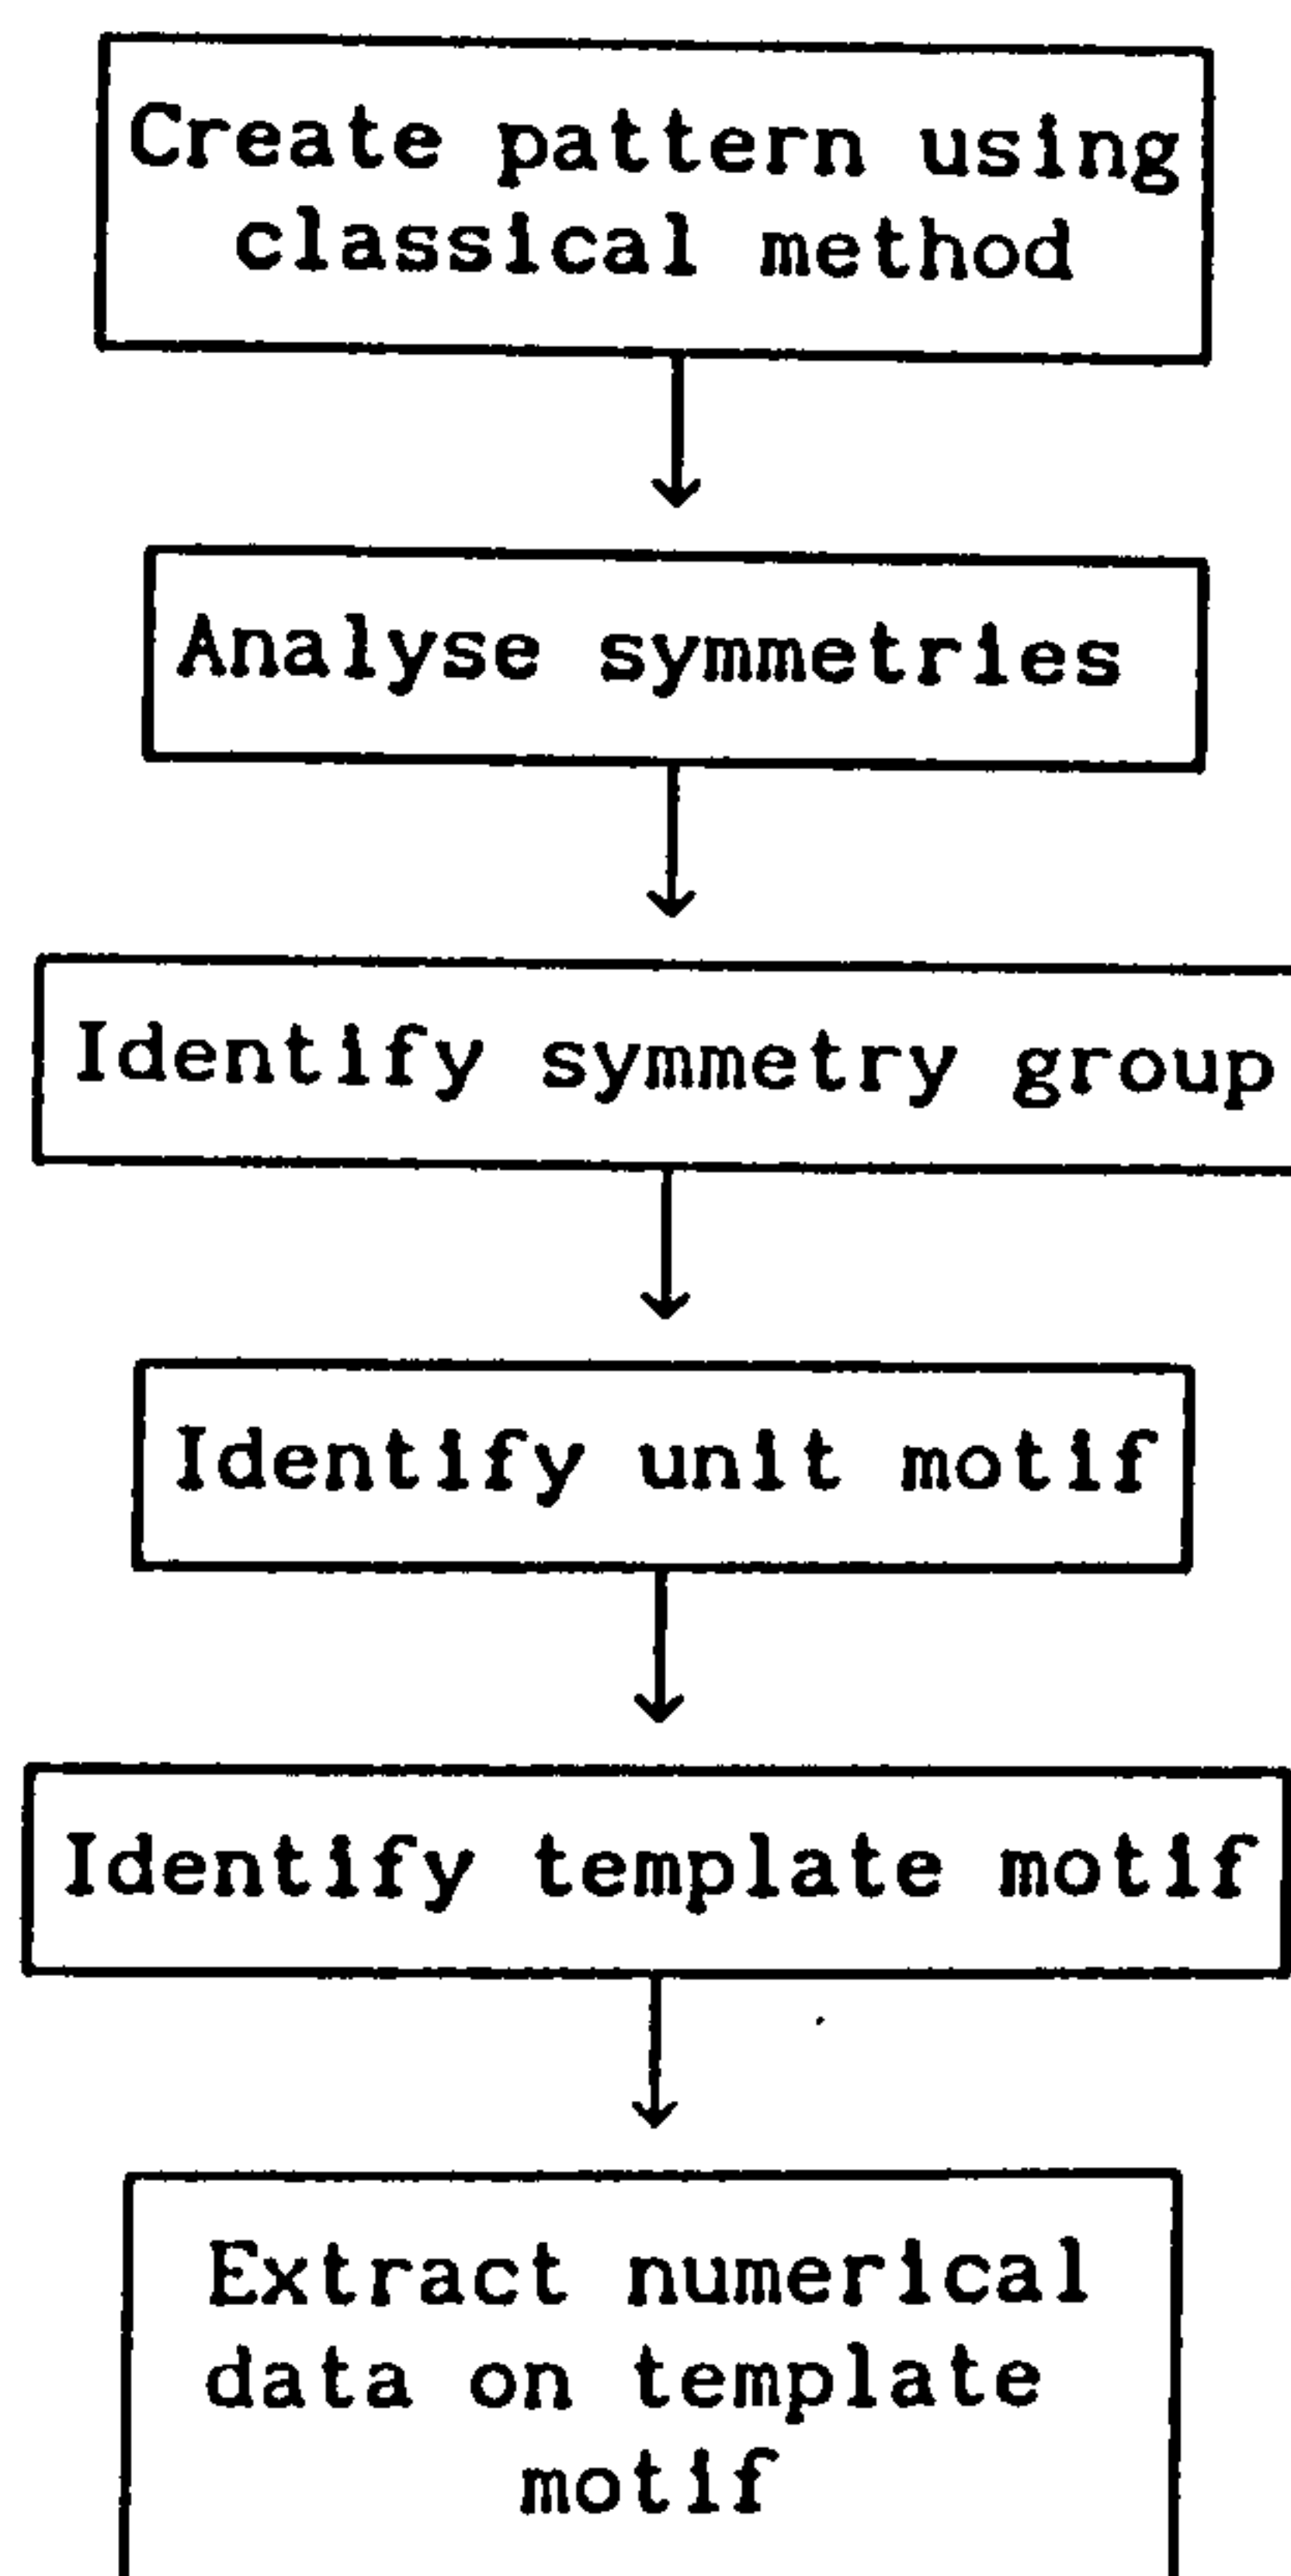 Create pattern using
classical method
Analyse symmetries
Identify symmetry group
Identify unit motif
Identify template motif
Extract numerical
data on template
motif